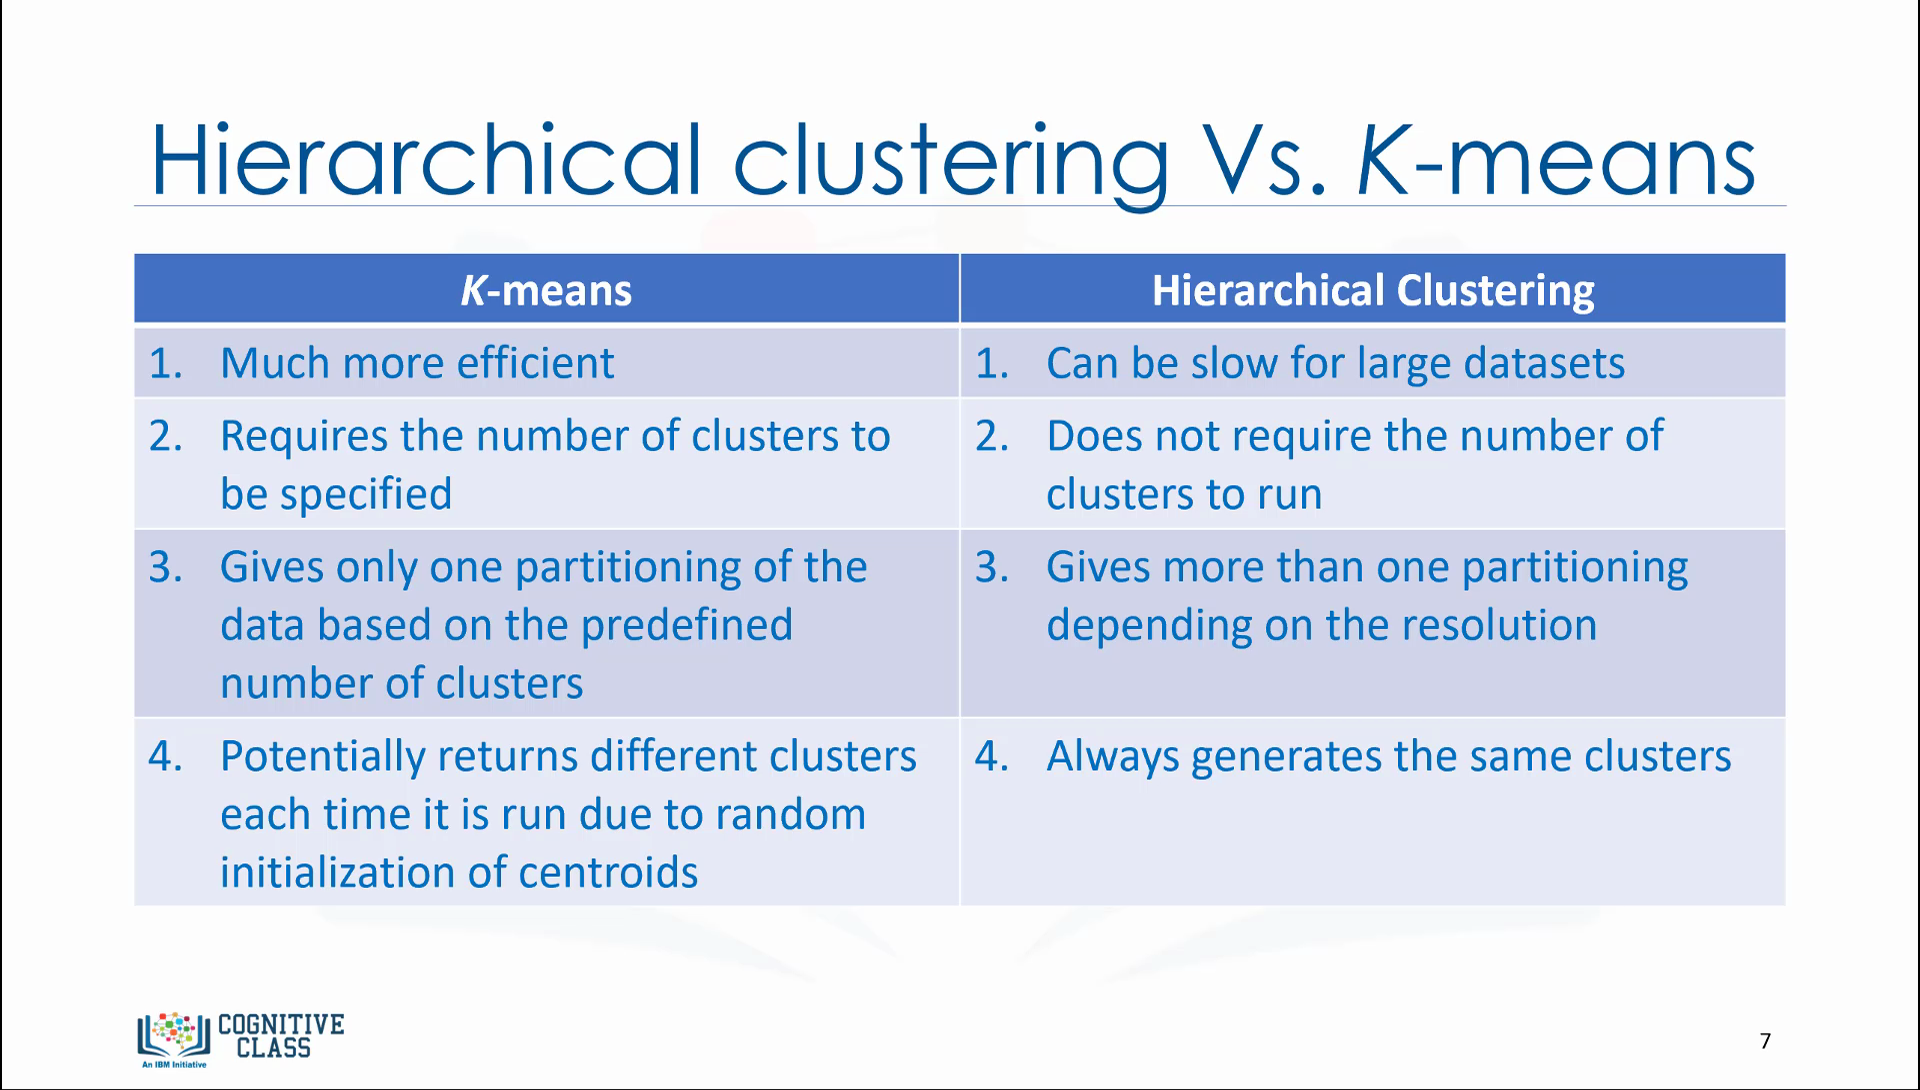 Hierarchical clustering Vs. K-means
K-means
Hierarchical Clustering
1. Much more efficient
1. Can be slow for large datasets
2. Requires the number of clusters to
be specified
2. Does not require the number of
clusters to run
3. Gives only one partitioning of the
data based on the predefined
number of clusters
3. Gives more than one partitioning
depending on the resolution
4. Potentially returns different clusters
each time it is run due to random
initialization of centroids
4. Always generates the same clusters
COGNITIVE
CLASS
An IBM Initiative
7